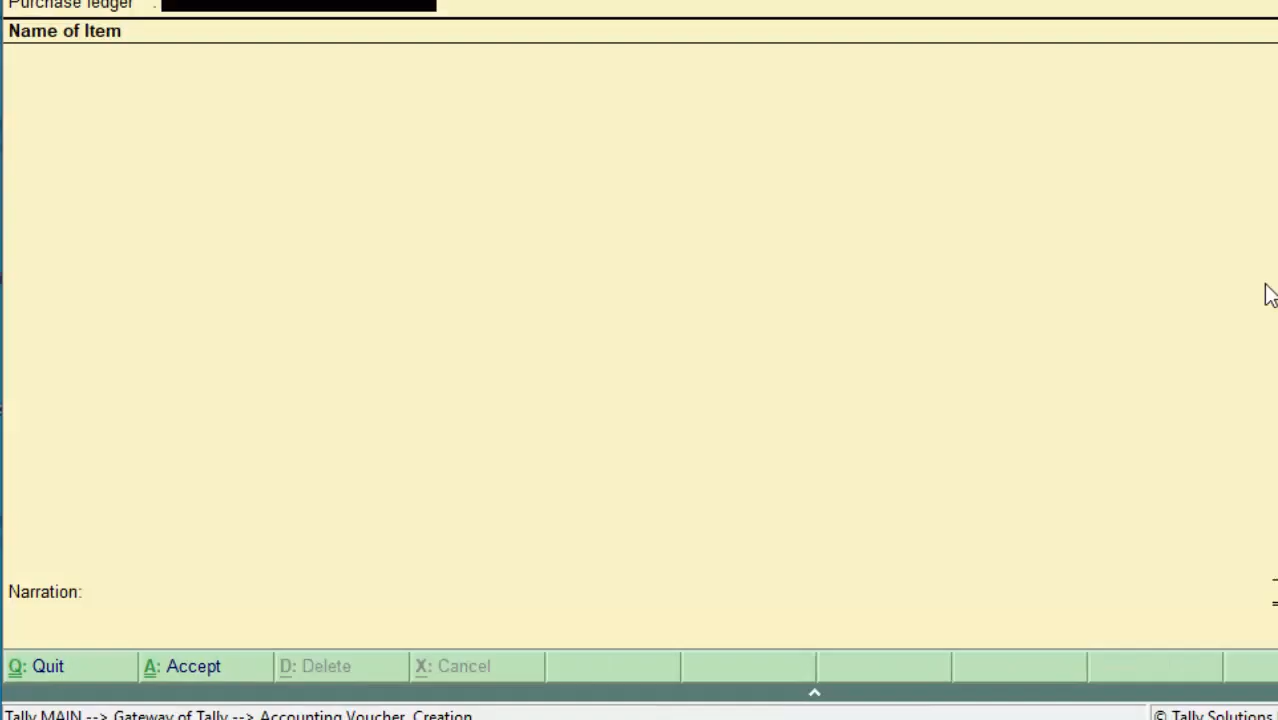 Purchase ledger :
Name of Item
Narration:
Q: Quit A: Accept D: Delete X: Cancel
Tally MAIN --> Gateway of Tally --> Accounting Voucher Creation © Tally Solutions